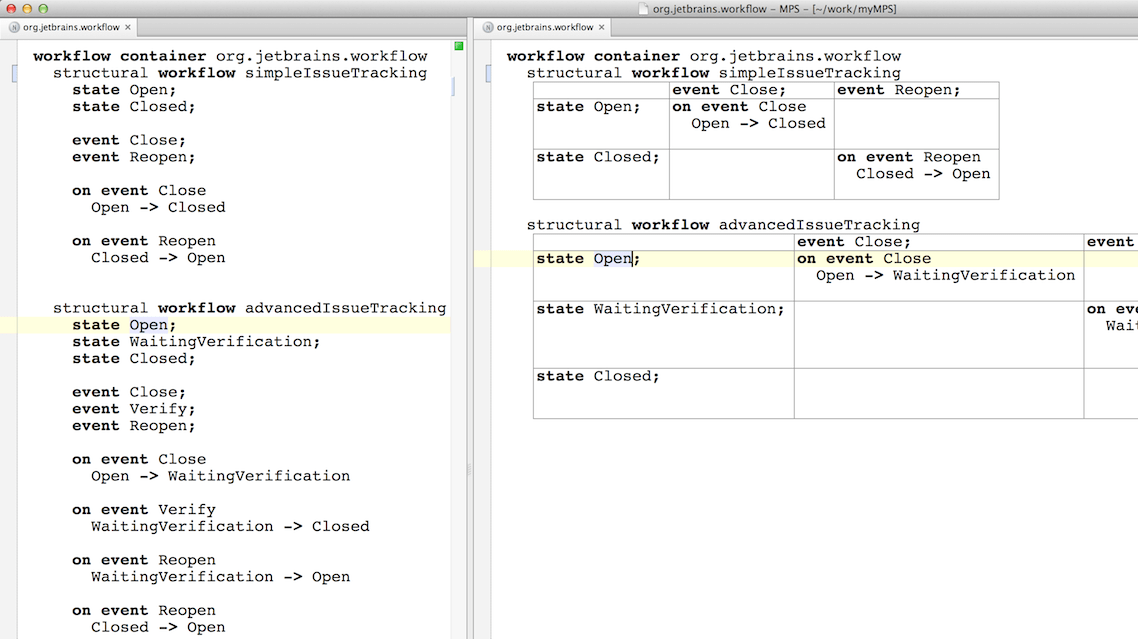 org.jetbrains.workflow – MPS – [~/work/myMPS]
org.jetbrains.workflow
workflow container org.jetbrains.workflow
structural workflow simpleIssueTracking
state Open;
state Closed;
event Close;
event Reopen;
on event Close
Open -> Closed
on event Reopen
Closed -> Open
structural workflow advancedIssueTracking
state Open;
state WaitingVerification;
state Closed;
event Close;
event Verify;
event Reopen;
on event Close
Open -> WaitingVerification
on event Verify
WaitingVerification -> Closed
on event Reopen
WaitingVerification -> Open
on event Reopen
Closed -> Open
org.jetbrains.workflow
workflow container org.jetbrains.workflow
structural workflow simpleIssueTracking
event Close; event Reopen;
state Open; on event Close
Open -> Closed
state Closed; on event Reopen
Closed -> Open
structural workflow advancedIssueTracking
event Close; event
state Open; on event Close
Open -> WaitingVerification
state WaitingVerification; on eve
Wait
state Closed;